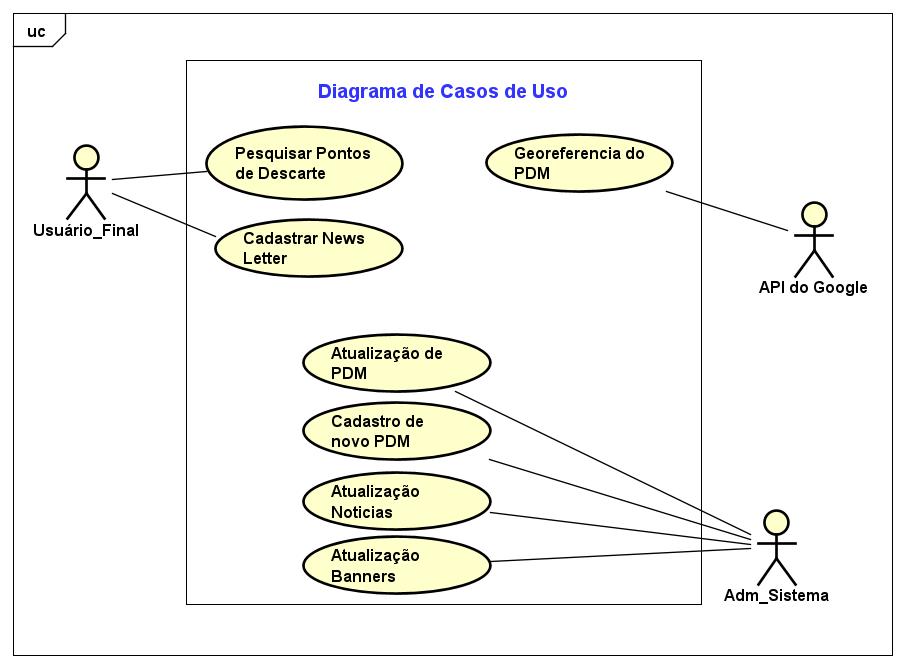 uc
Diagrama de Casos de Uso
Pesquisar Pontos
de Descarte
Georeferencia do
PDM
Usuário_Final
Cadastrar News
Letter
API do Google
Atualização de
PDM
Cadastro de
novo PDM
Atualização
Noticias
Atualização
Banners
Adm_Sistema